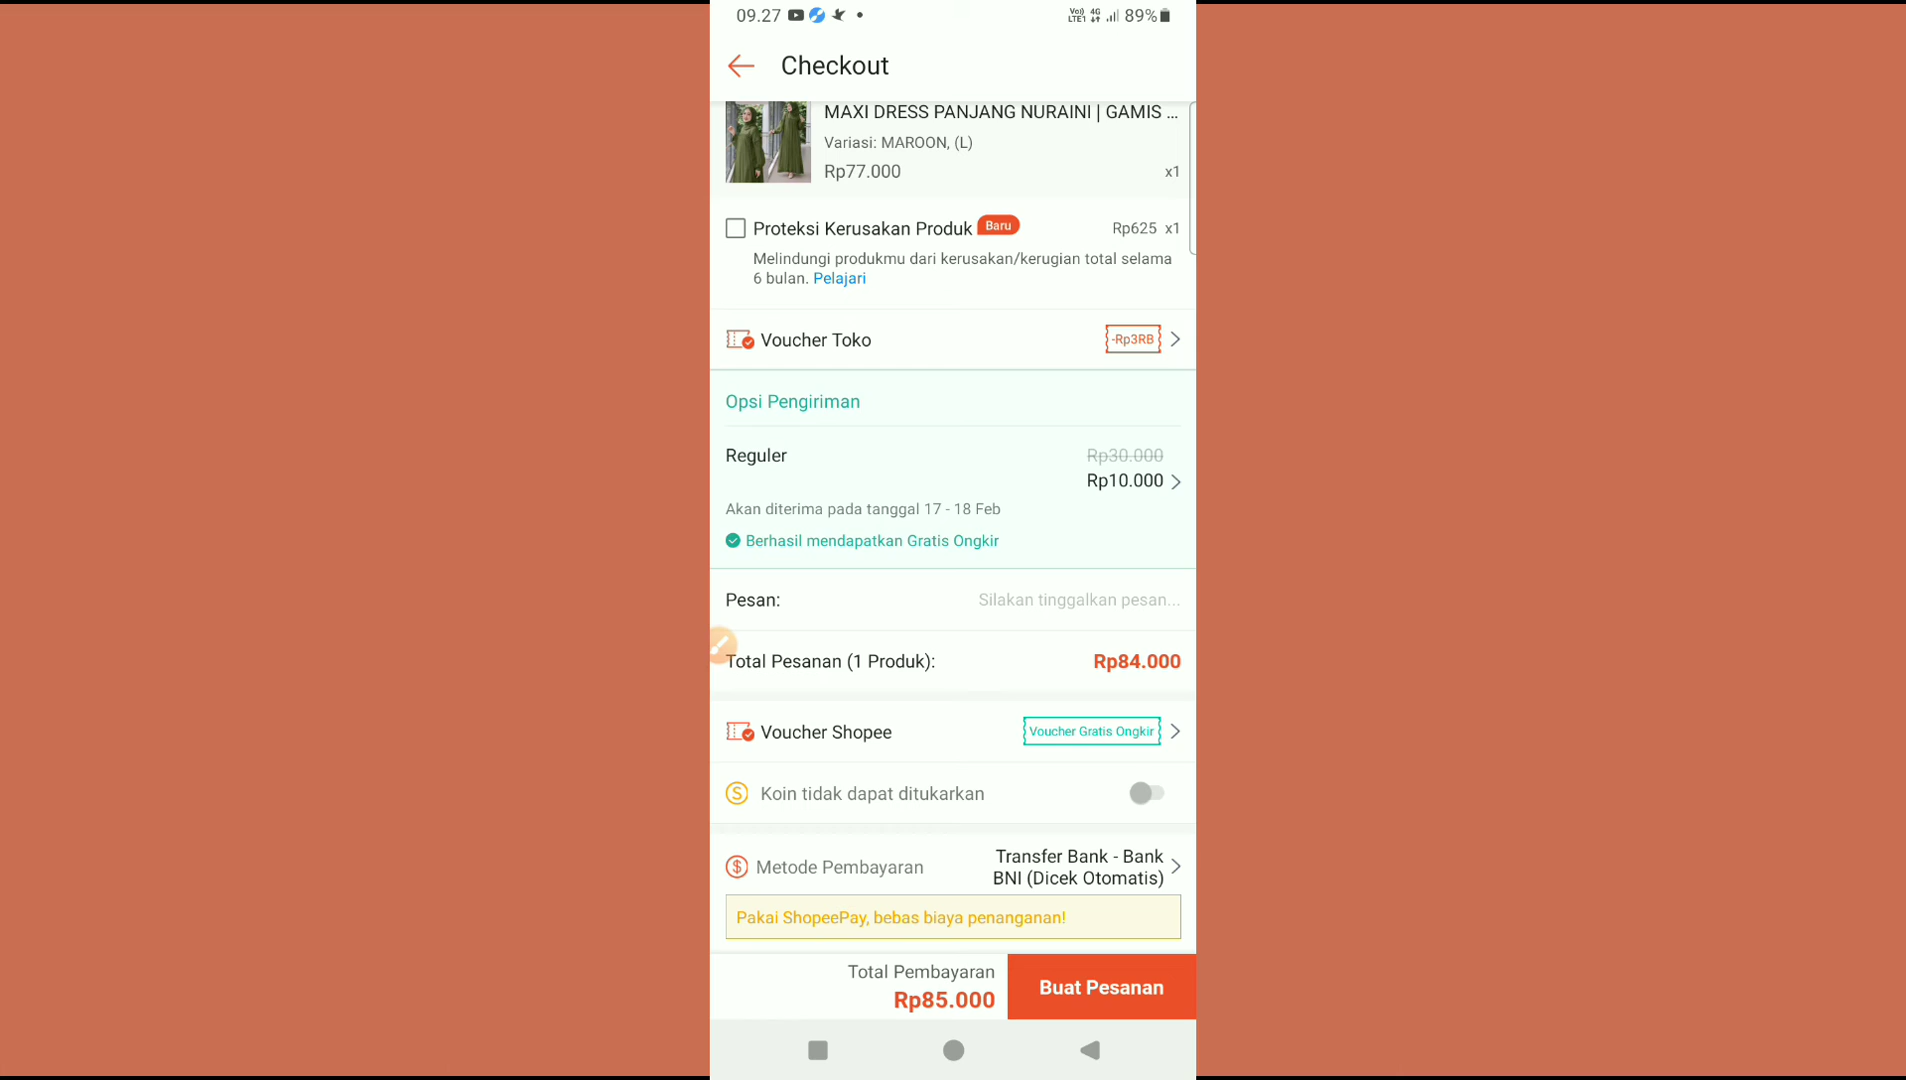 09.27
Vo) 4G
LTE1
89%
Checkout
MAXI DRESS PANJANG NURAINI | GAMIS ...
Variasi: MAROON, (L)
Rp77.000 x1
Proteksi Kerusakan Produk Baru Rp625 x1
Melindungi produkmu dari kerusakan/kerugian total selama
6 bulan. Pelajari
Voucher Toko -Rp3RB
Opsi Pengiriman
Reguler Rp30.000
Rp10.000
Akan diterima pada tanggal 17 - 18 Feb
Berhasil mendapatkan Gratis Ongkir
Pesan: Silakan tinggalkan pesan...
Total Pesanan (1 Produk): Rp84.000
Voucher Shopee Voucher Gratis Ongkir
Koin tidak dapat ditukarkan
Metode Pembayaran Transfer Bank - Bank
BNI (Dicek Otomatis)
Pakai ShopeePay, bebas biaya penanganan!
Total Pembayaran
Rp85.000
Buat Pesanan